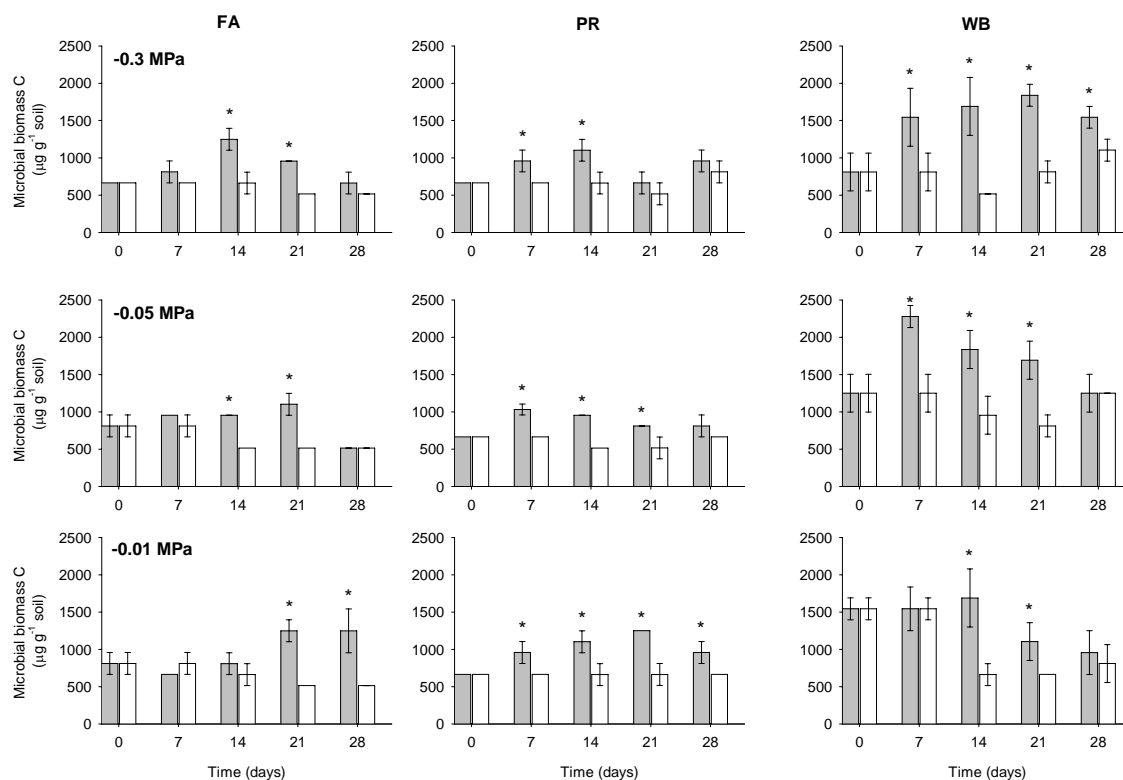 FA PR WB
-0.3 MPa
Microbial biomass C
(µg g-1 soil)
2500 2500 2500
2000 2000 2000
1500 1500 1500
1000 1000 1000
500 500 500
0 0 0
* * * * * * * *
0 7 14 21 28 0 7 14 21 28 0 7 14 21 28
-0.05 MPa
Microbial biomass C
(µg g-1 soil)
2500 2500 2500
2000 2000 2000
1500 1500 1500
1000 1000 1000
500 500 500
0 0 0
* * * * * * * *
0 7 14 21 28 0 7 14 21 28 0 7 14 21 28
-0.01 MPa
Microbial biomass C
(µg g-1 soil)
2500 2500 2500
2000 2000 2000
1500 1500 1500
1000 1000 1000
500 500 500
0 0 0
* * * * * * * *
0 7 14 21 28 0 7 14 21 28 0 7 14 21 28
Time (days) Time (days) Time (days)